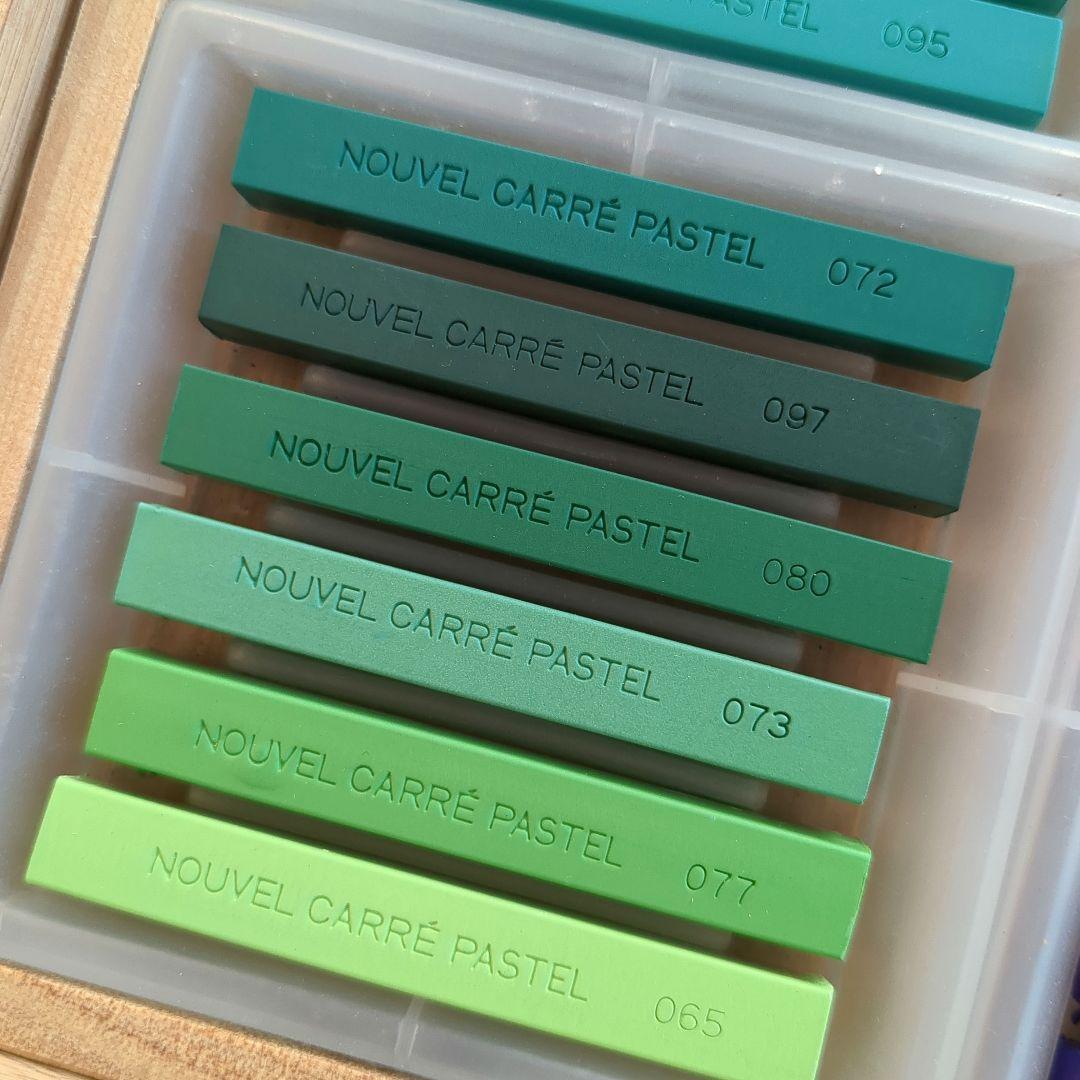 PASTEL 095
NOUVEL CARRÉ PASTEL 072
NOUVEL CARRÉ PASTEL 097
NOUVEL CARRÉ PASTEL 080
NOUVEL CARRÉ PASTEL 073
NOUVEL CARRÉ PASTEL 077
NOUVEL CARRÉ PASTEL 065